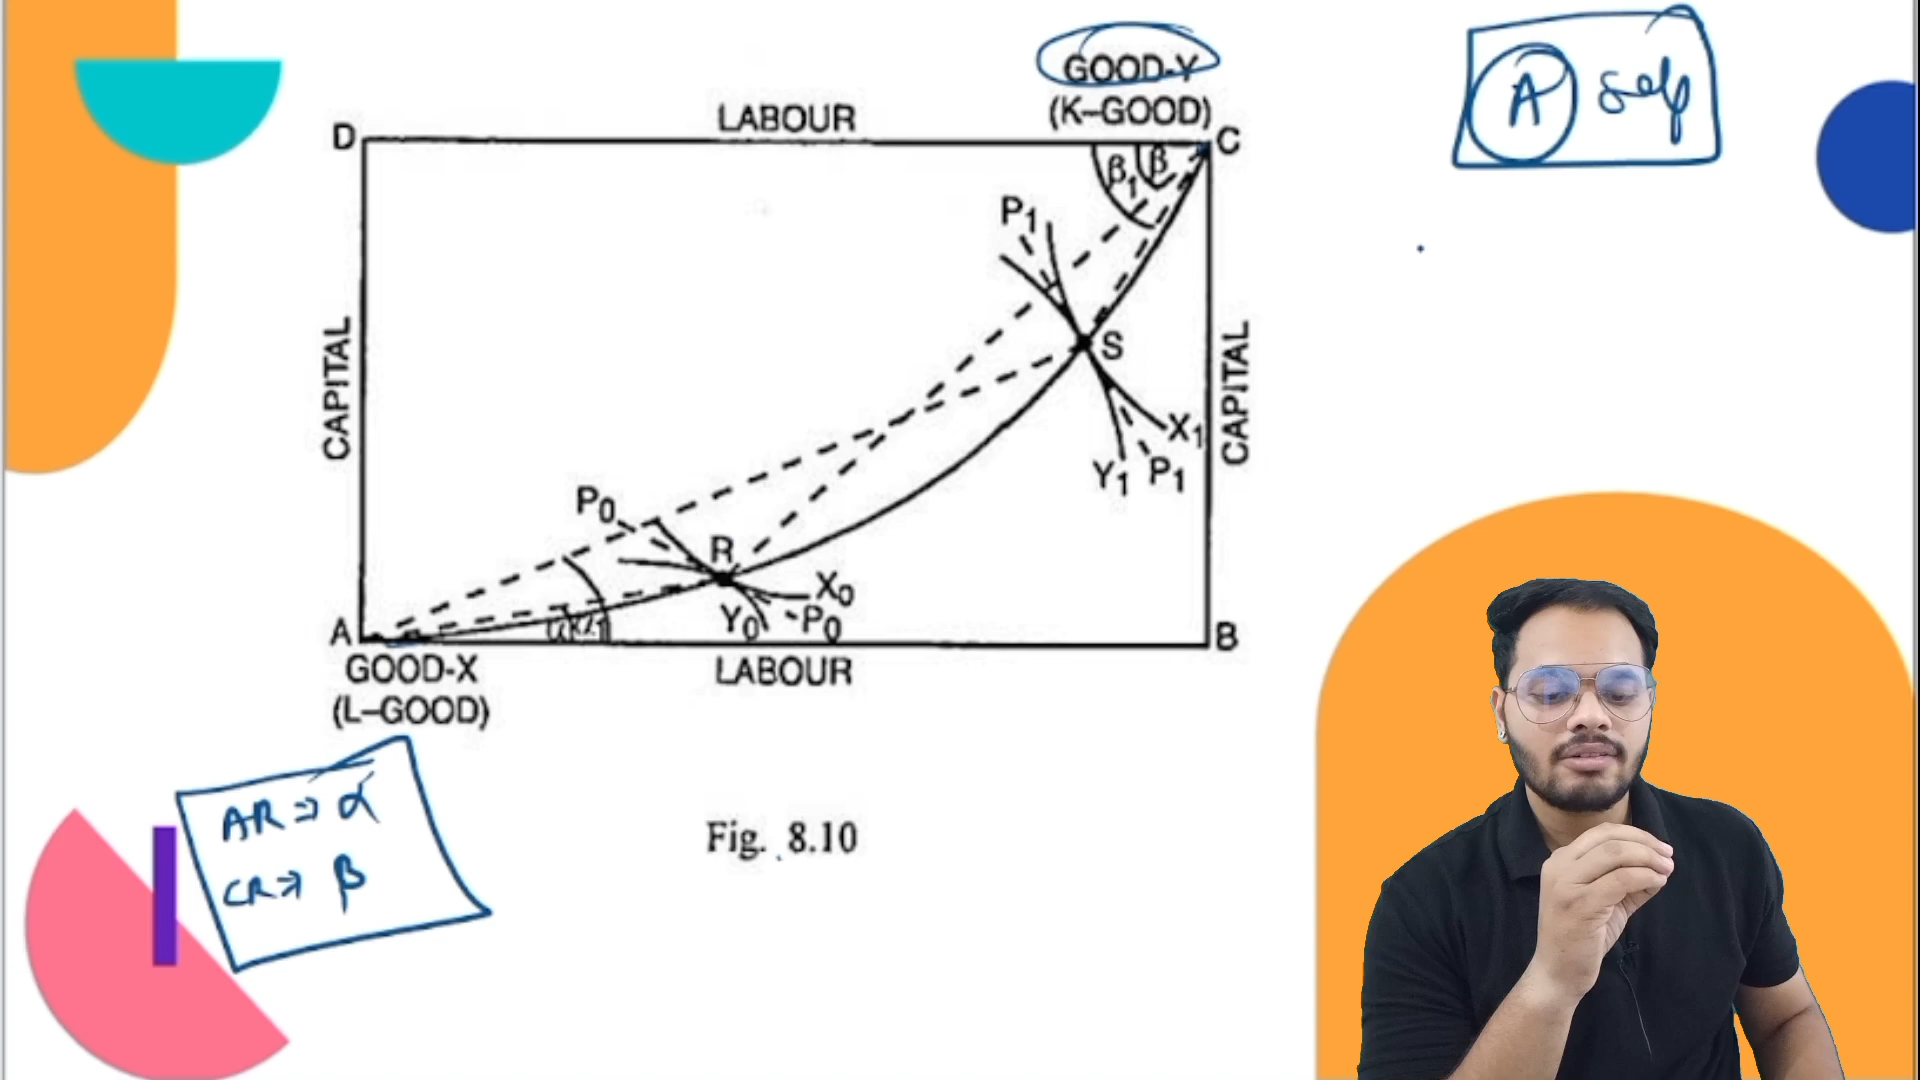 GOOD-Y
(K–GOOD)
A self
D
LABOUR
C
β₁
β
P₁
CAPITAL
CAPITAL
S
X₁
Y₁
P₁
P₀
R
X₀
Y₀
P₀
A
α
B
GOOD-X
(L–GOOD)
LABOUR
AR ⇒ α
CR ⇒ β
Fig. 8.10